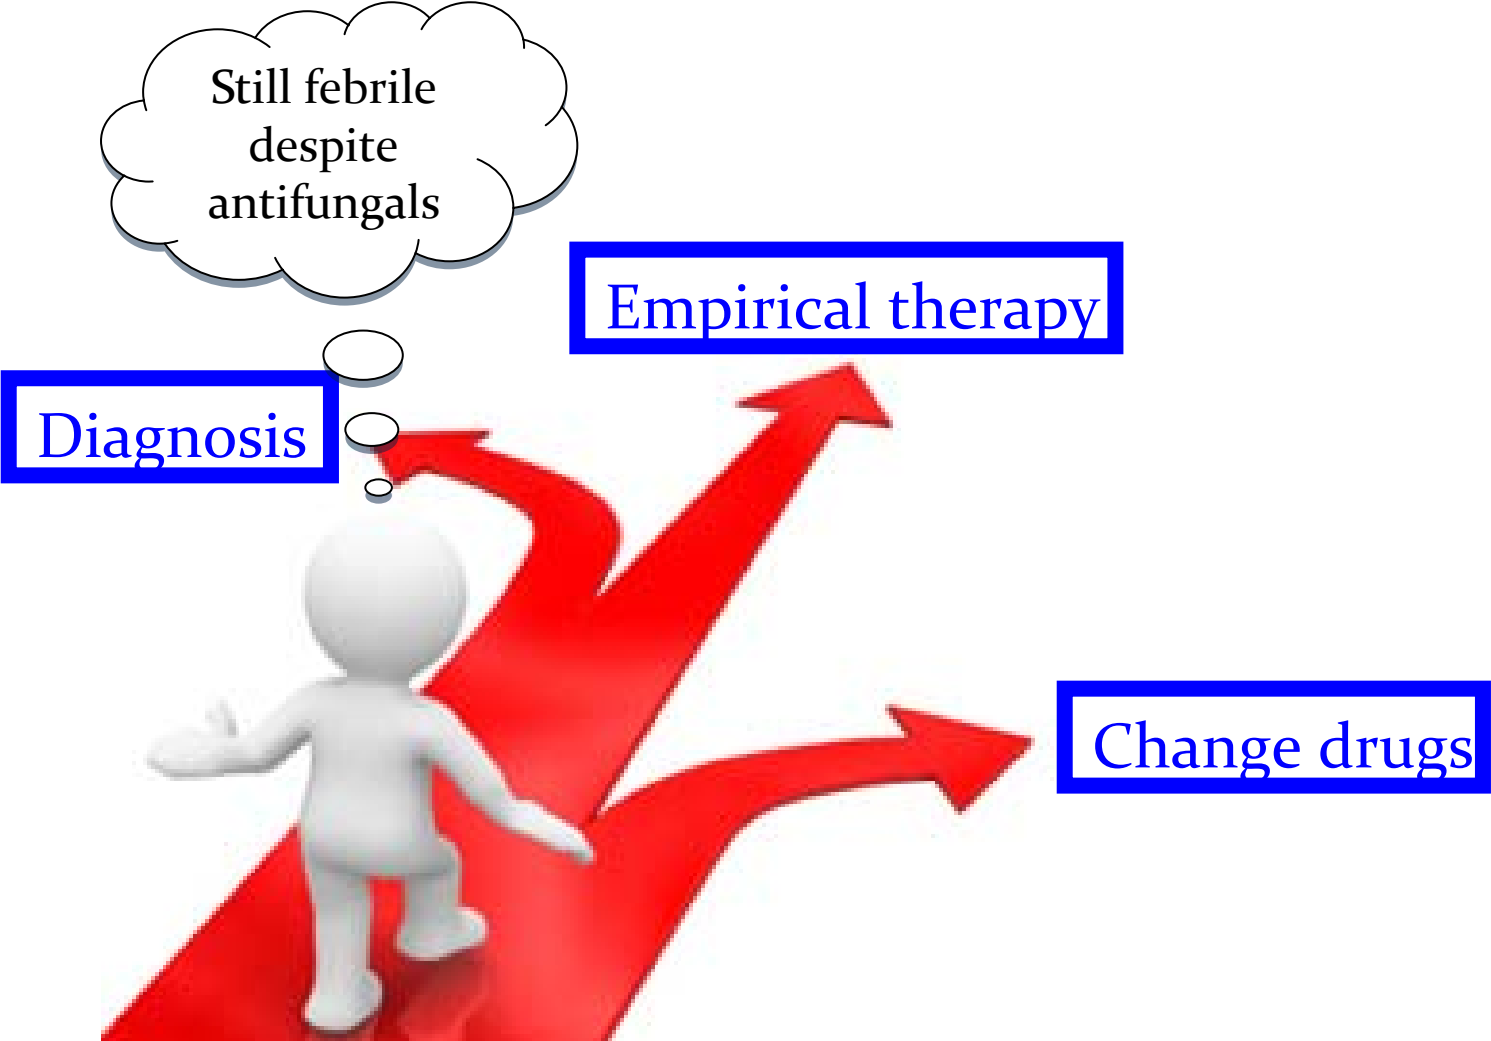 Still febrile
despite
antifungals
Empirical therapy
Diagnosis
Change drugs